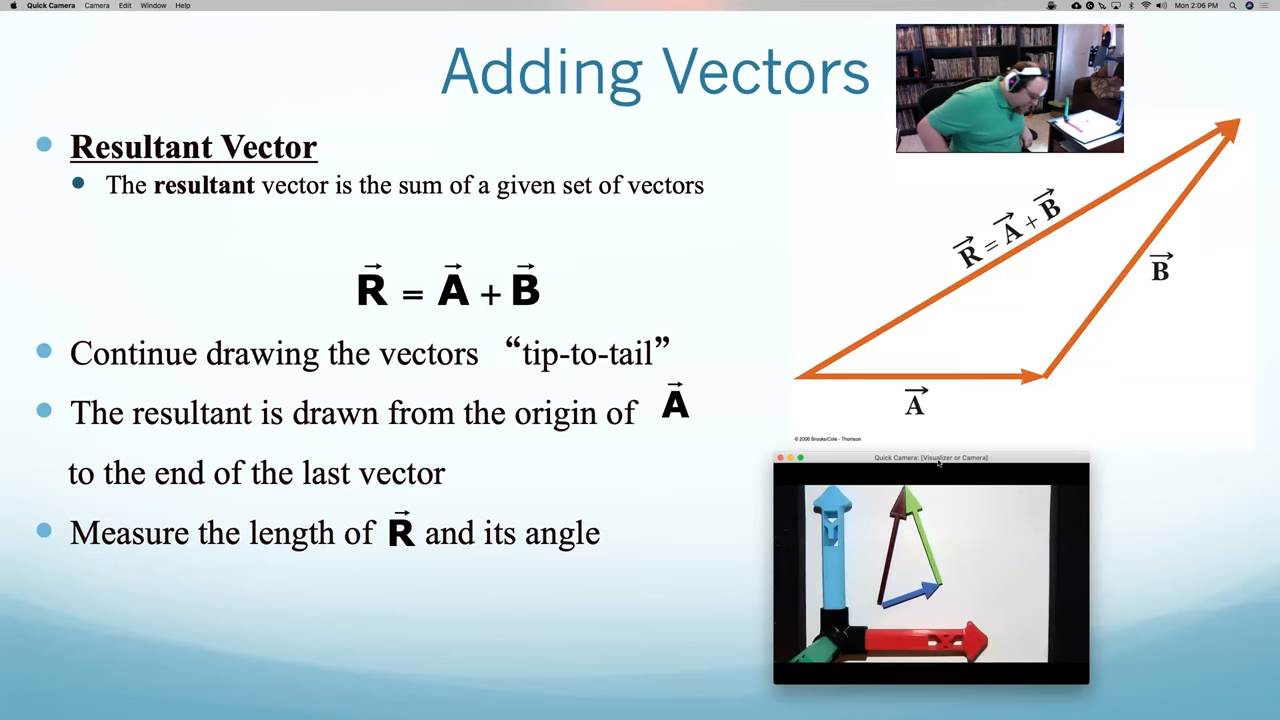 Quick Camera Camera Edit Window Help
Mon 2:06 PM
Adding Vectors
Resultant Vector
The resultant vector is the sum of a given set of vectors
R = A + B
Continue drawing the vectors “tip-to-tail”
The resultant is drawn from the origin of A
to the end of the last vector
Measure the length of R and its angle
R = A + B
B
A
© 2006 Brooks/Cole - Thomson
Quick Camera: [Visualizer or Camera]
Y
X